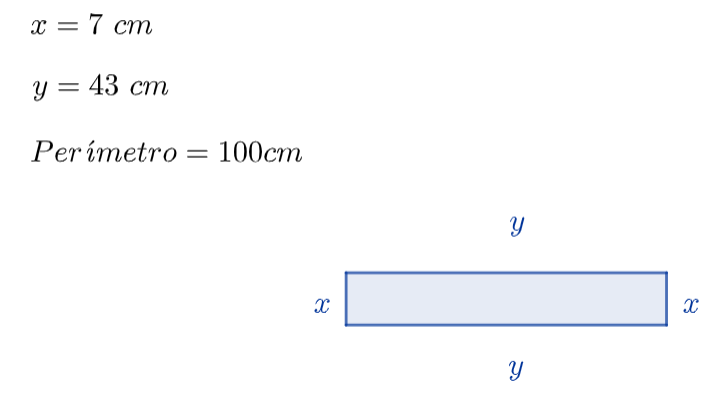 x = 7 cm
y = 43 cm
Perímetro = 100cm
y
x x
y